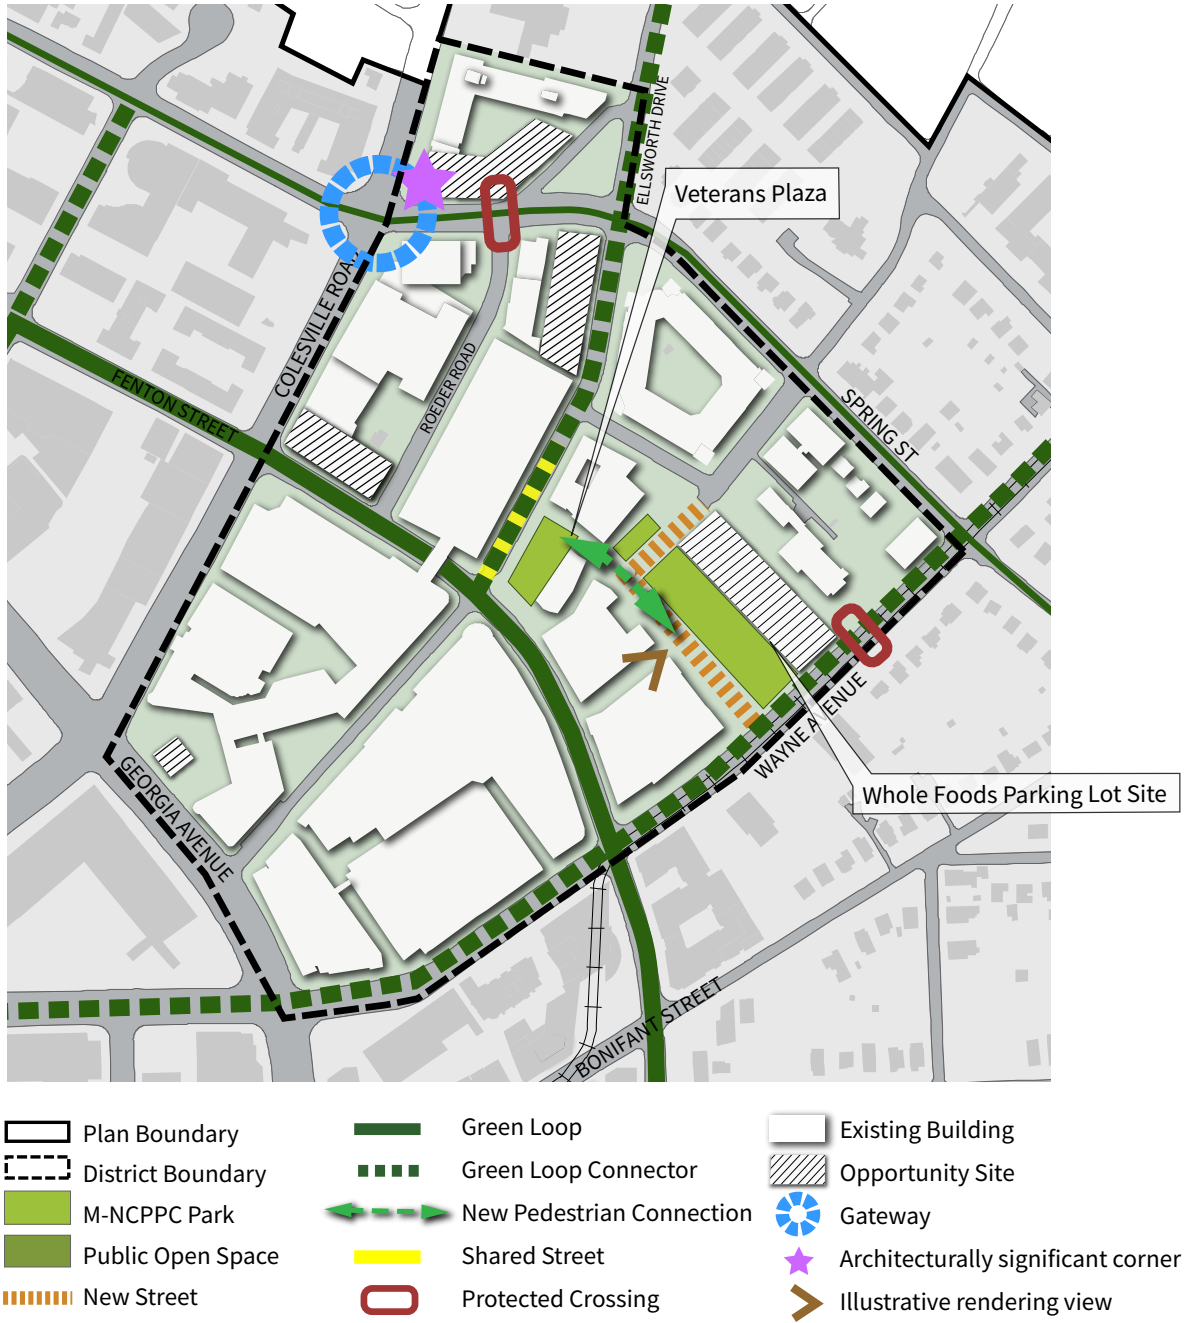 ELLSWORTH DRIVE
Veterans Plaza
COLESVILLE ROAD
FENTON STREET
ROEDER ROAD
SPRING ST
WAYNE AVENUE
GEORGIA AVENUE
Whole Foods Parking Lot Site
BONIFANT STREET
Plan Boundary
District Boundary
M-NCPPC Park
Public Open Space
New Street
Green Loop
Green Loop Connector
New Pedestrian Connection
Shared Street
Protected Crossing
Existing Building
Opportunity Site
Gateway
Architecturally significant corner
Illustrative rendering view